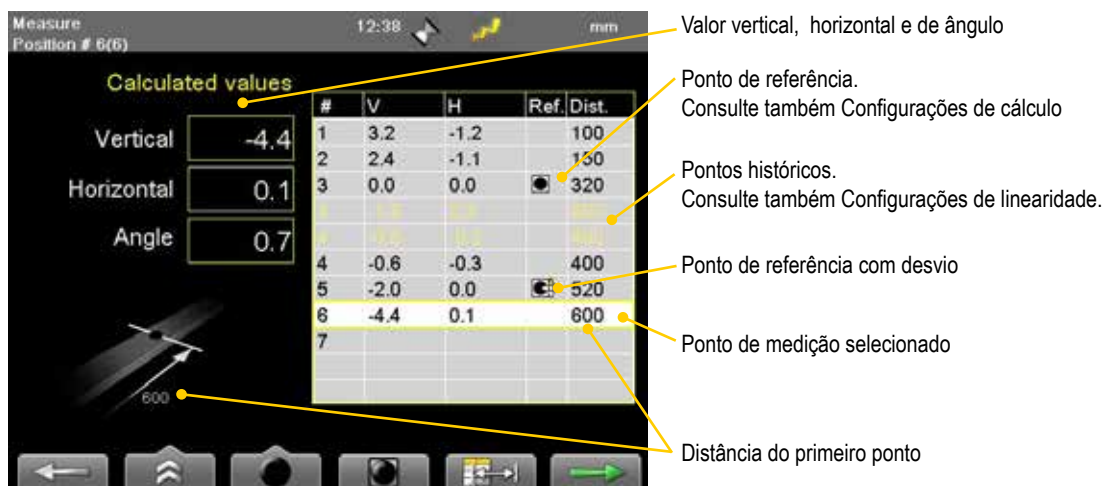 Measure
Position # 6(6)
12:38
mm
Calculated values
Vertical -4.4
Horizontal 0.1
Angle 0.7
600
# V H Ref. Dist.
1 3.2 -1.2 100
2 2.4 -1.1 150
3 0.0 0.0 320
4 -0.6 -0.3 400
5 -2.0 0.0 520
6 -4.4 0.1 600
7
Valor vertical, horizontal e de ângulo
Ponto de referência.
Consulte também Configurações de cálculo
Pontos históricos.
Consulte também Configurações de linearidade.
Ponto de referência com desvio
Ponto de medição selecionado
Distância do primeiro ponto